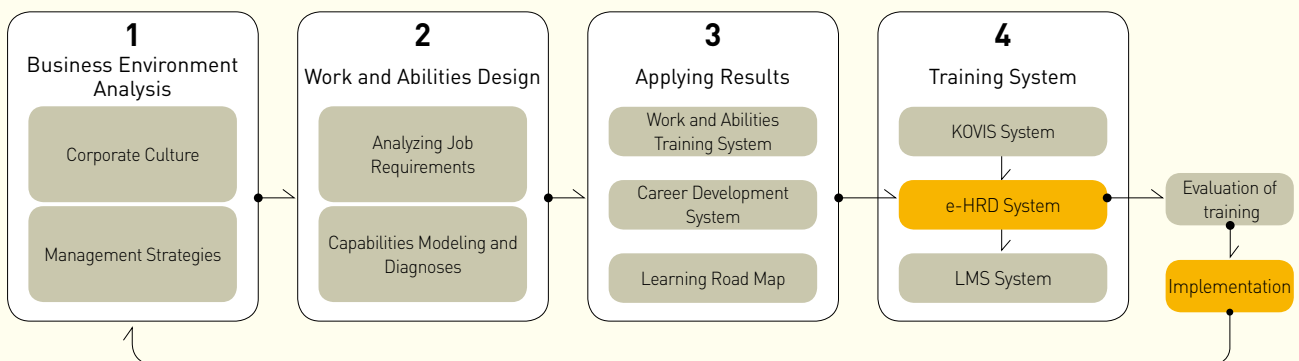 1
Business Environment
Analysis
Corporate Culture
Management Strategies
2
Work and Abilities Design
Analyzing Job
Requirements
Capabilities Modeling and
Diagnoses
3
Applying Results
Work and Abilities
Training System
Career Development
System
Learning Road Map
4
Training System
KOVIS System
e-HRD System
LMS System
Evaluation of
training
Implementation